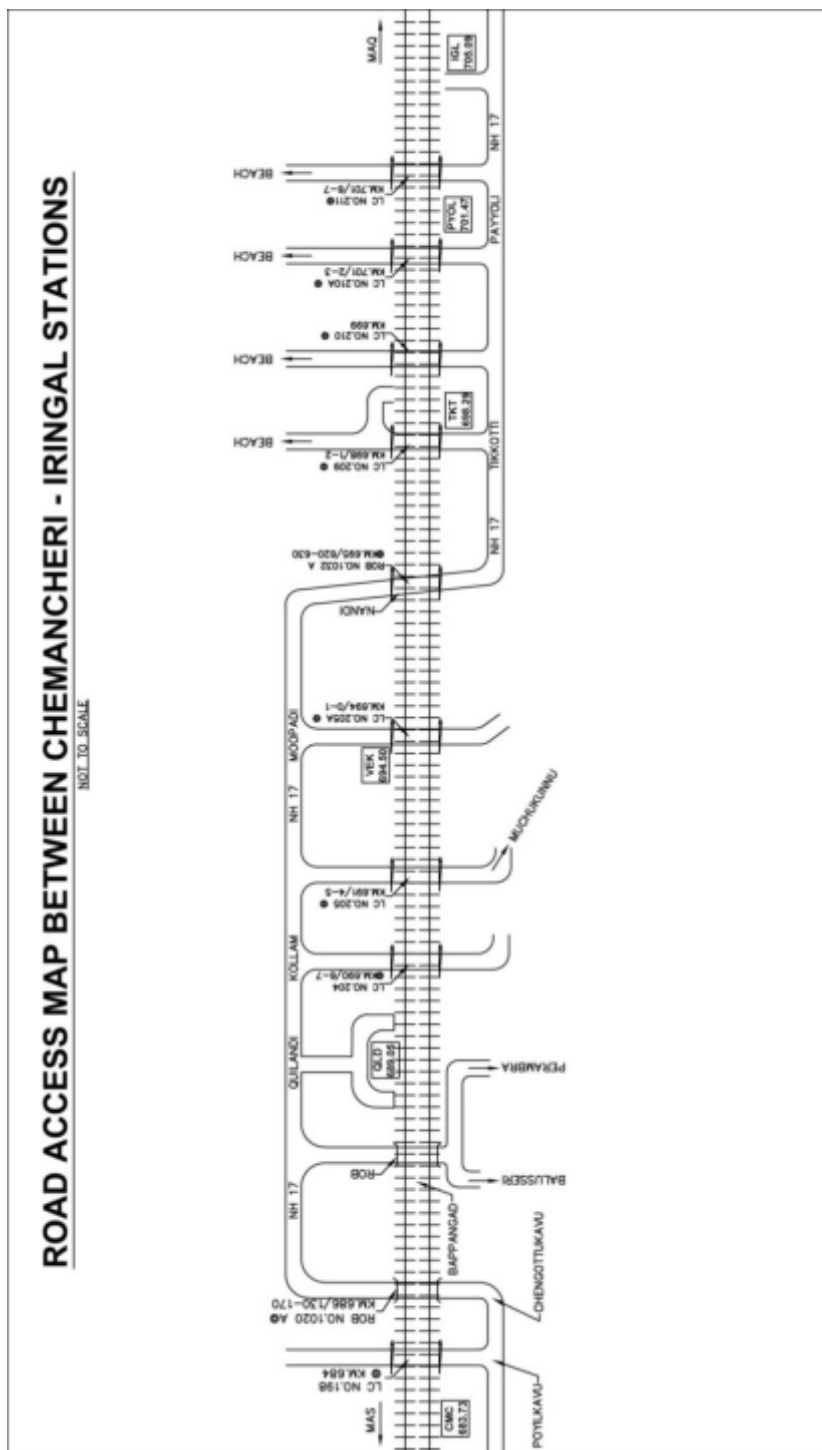 ROAD ACCESS MAP BETWEEN CHEMANCHERI - IRINGAL STATIONS
NOT TO SCALE
MAS
CMC
683.73
LC NO.198
KM.684
POYILKAVU
CHENGOTTUKAVU
ROB NO.1020 A
KM.686/130-170
NH 17
BAPPANGAD
ROB
BALUSSERI
PERAMBRA
QUILANDI
QLD
689.05
KOLLAM
LC NO.204
KM.690/6-7
LC NO.205
KM.691/4-5
MUCHUKUNNU
NH 17
MOOPADI
VEK
694.50
LC NO.205A
KM.694/0-1
NANDI
ROB NO.1032 A
KM.695/620-630
NH 17
TIKKOTTI
LC NO.209
KM.698/1-2
BEACH
TKT
698.29
LC NO.210
KM.699
BEACH
LC NO.210A
KM.701/2-3
BEACH
PYOL
701.47
PAYYOLI
LC NO.211
KM.701/6-7
BEACH
NH 17
IGL
705.09
MAQ